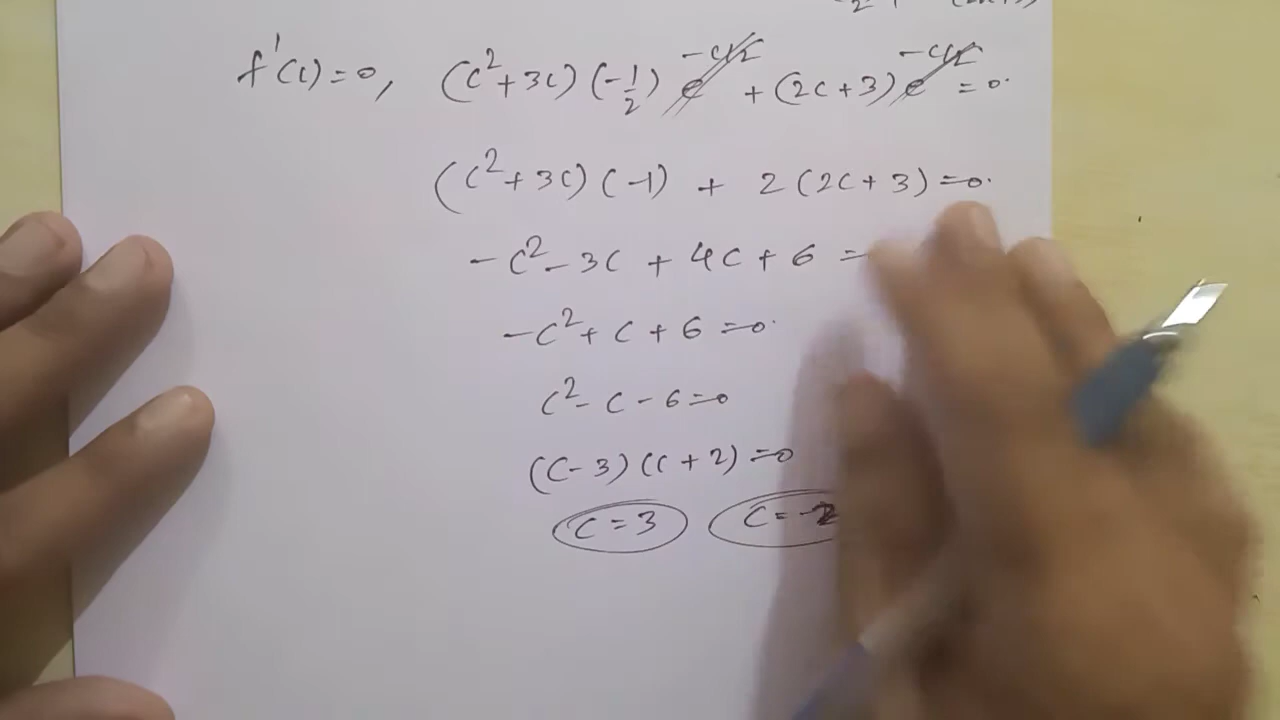 f'(c)=0, (c²+3c)(-1/2) e^(-c/2) + (2c+3) e^(-c/2) = 0.
(c²+3c)(-1) + 2(2c+3)=0.
-c²-3c+4c+6 =
-c²+c+6=0.
c²-c-6=0
(c-3)(c+2)=0
c=3 c=-2